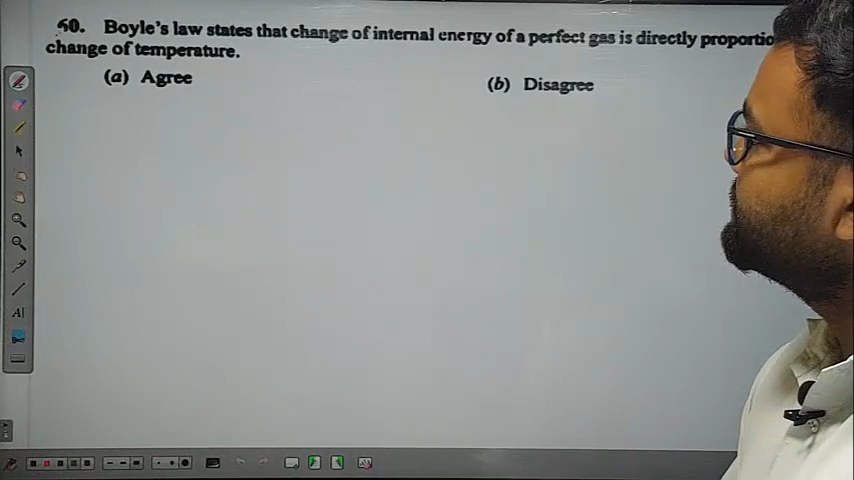 60. Boyle's law states that change of internal energy of a perfect gas is directly
change of temperature.
(a) Agree
(b) Disagree
AI